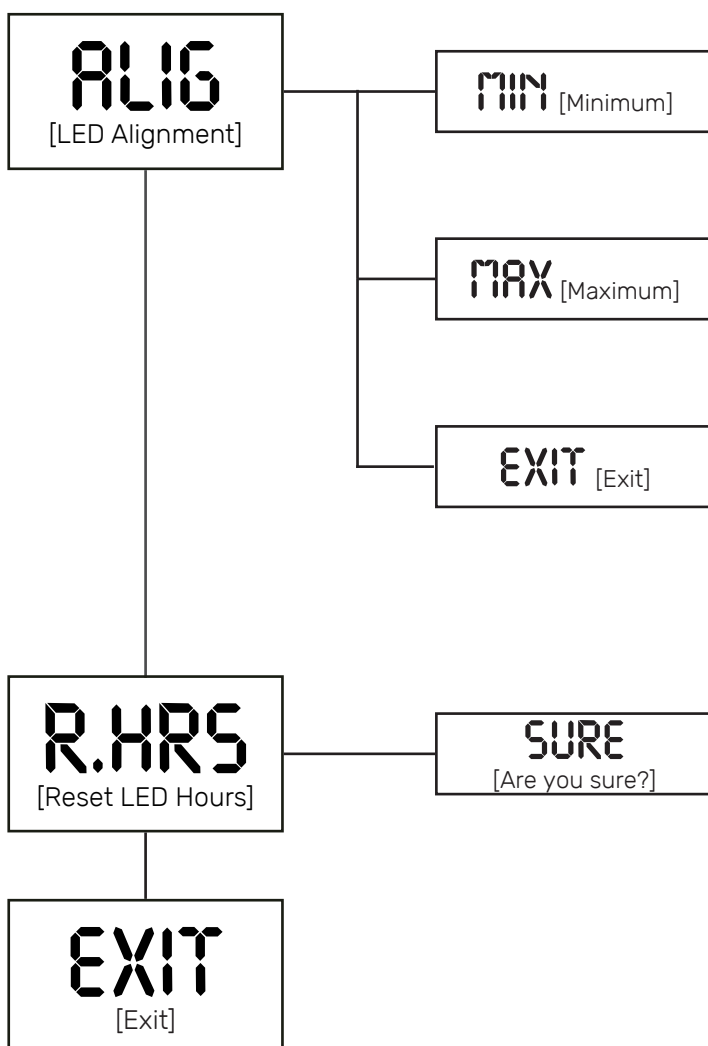 ALIG
[LED Alignment]
MIN [Minimum]
MAX [Maximum]
EXIT [Exit]
R.HRS
[Reset LED Hours]
SURE
[Are you sure?]
EXIT
[Exit]